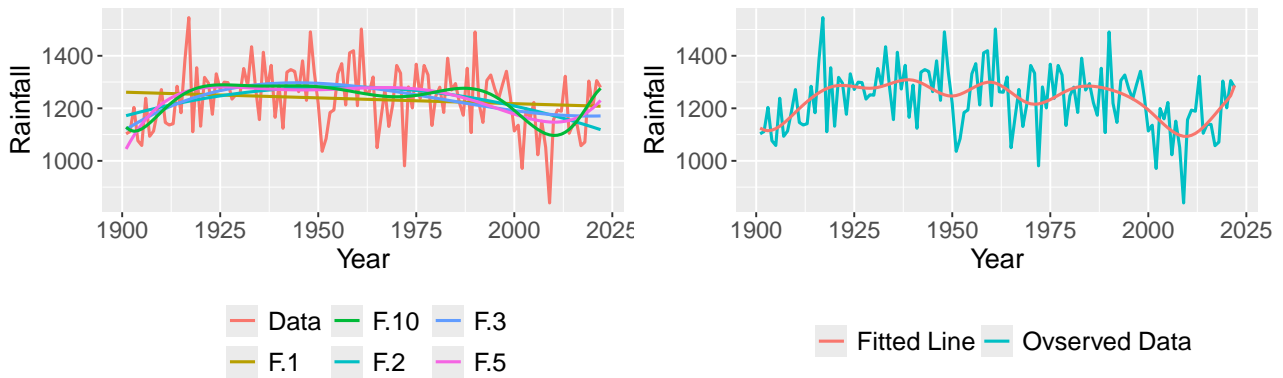 Rainfall
1400
1200
1000
1900 1925 1950 1975 2000 2025
Year
Data F.10 F.3
F.1 F.2 F.5
Rainfall
1400
1200
1000
1900 1925 1950 1975 2000 2025
Year
Fitted Line Ovserved Data